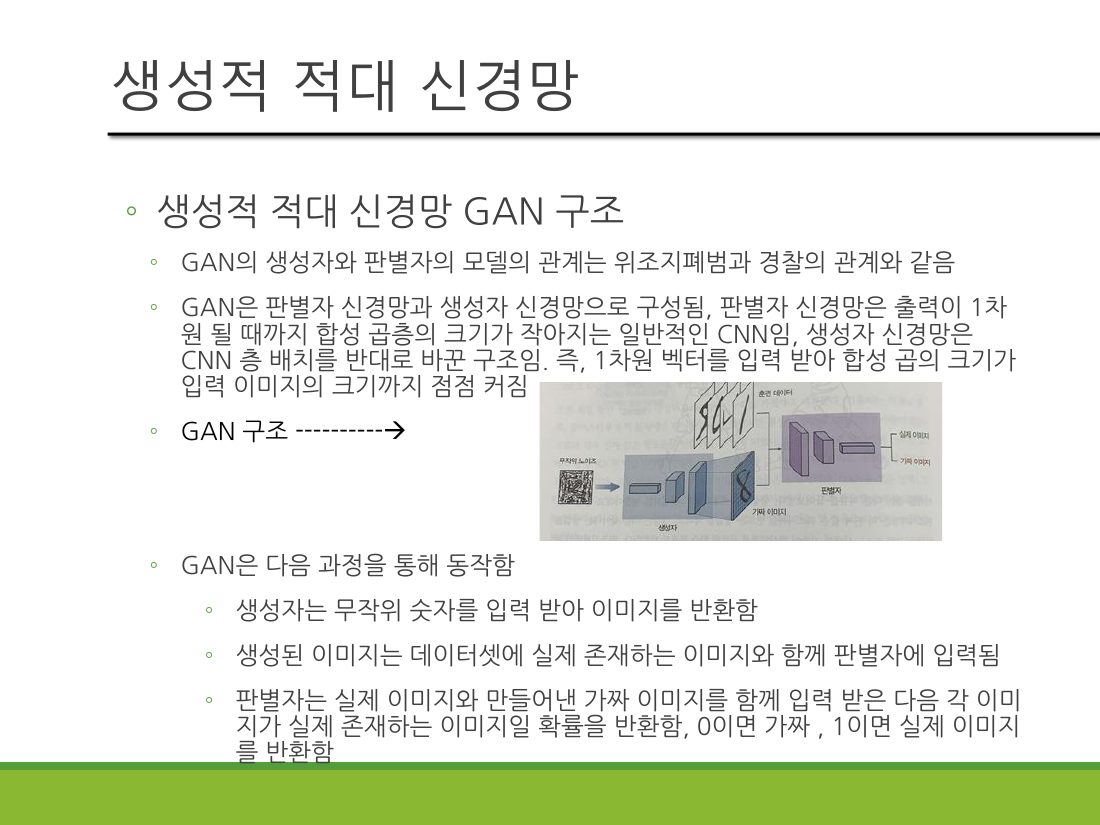 생성적 적대 신경망
◦ 생성적 적대 신경망 GAN 구조
◦ GAN의 생성자와 판별자의 모델의 관계는 위조지폐범과 경찰의 관계와 같음
◦ GAN은 판별자 신경망과 생성자 신경망으로 구성됨, 판별자 신경망은 출력이 1차
원 될 때까지 합성 곱층의 크기가 작아지는 일반적인 CNN임, 생성자 신경망은
CNN 층 배치를 반대로 바꾼 구조임. 즉, 1차원 벡터를 입력 받아 합성 곱의 크기가
입력 이미지의 크기까지 점점 커짐
훈련 데이터
◦ GAN 구조 ----------→
실제 이미지
무작위 노이즈
가짜 이미지
판별자
8
가짜 이미지
생성자
◦ GAN은 다음 과정을 통해 동작함
◦ 생성자는 무작위 숫자를 입력 받아 이미지를 반환함
◦ 생성된 이미지는 데이터셋에 실제 존재하는 이미지와 함께 판별자에 입력됨
◦ 판별자는 실제 이미지와 만들어낸 가짜 이미지를 함께 입력 받은 다음 각 이미
지가 실제 존재하는 이미지일 확률을 반환함, 0이면 가짜 , 1이면 실제 이미지
를 반환함